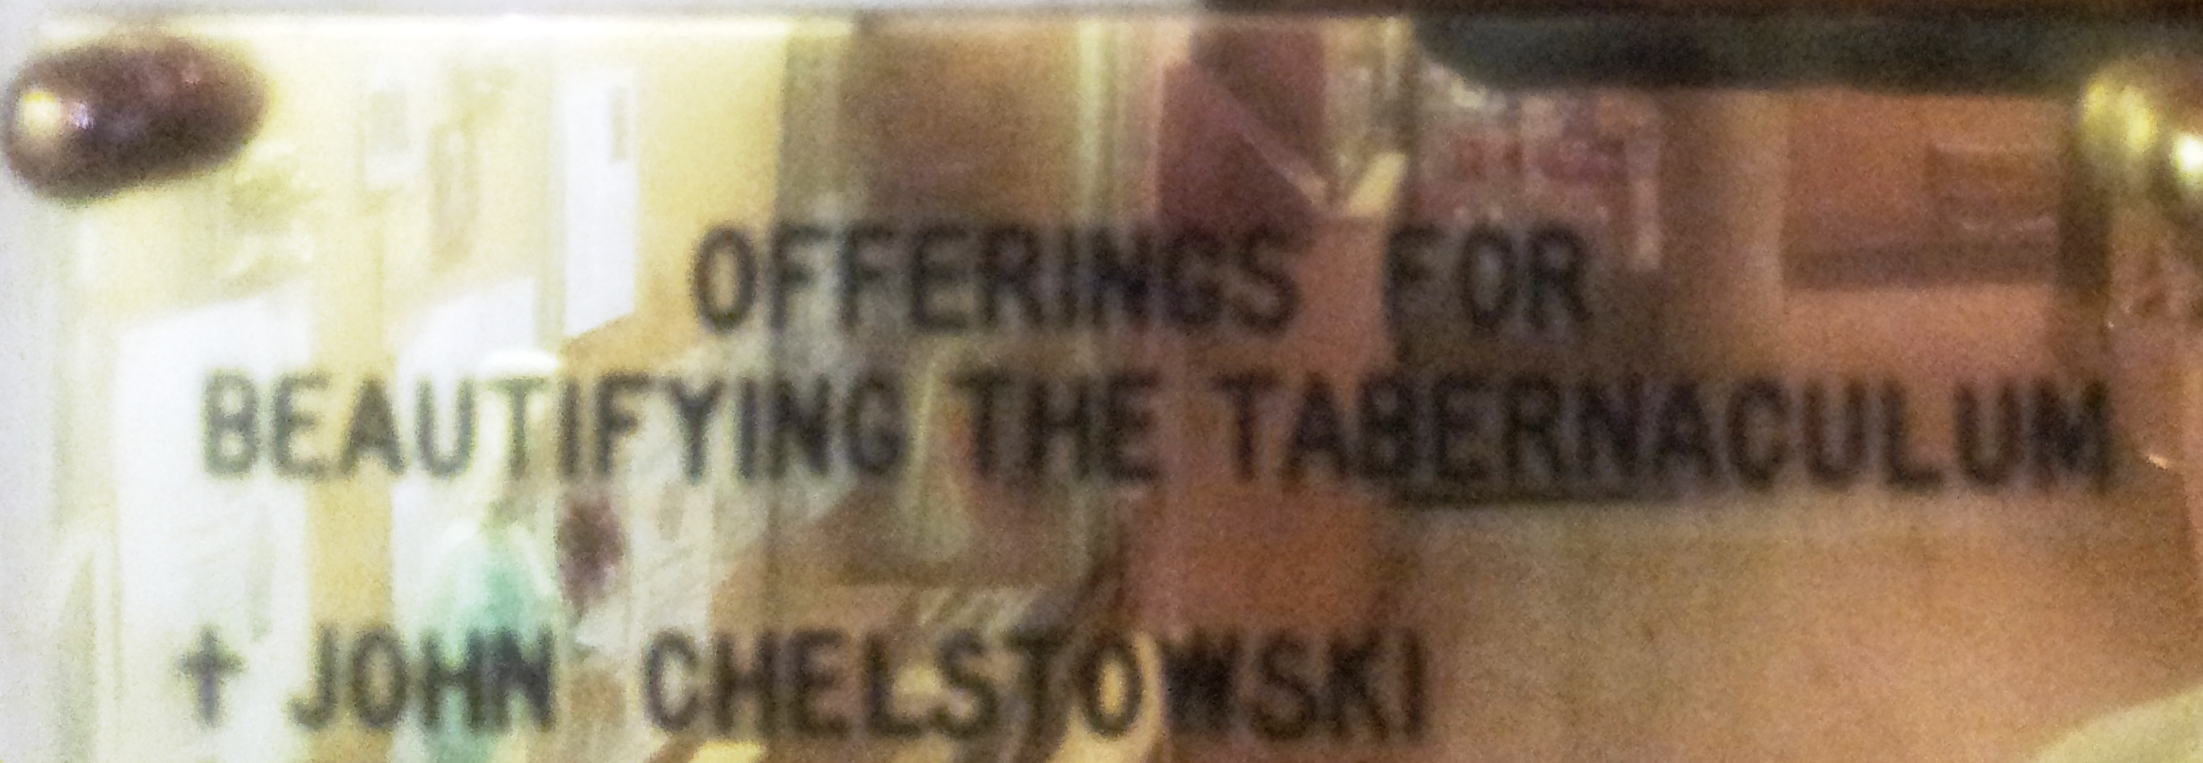 OFFERINGS FOR
BEAUTIFYING THE TABERNACULUM
† JOHN CHELSTOWSKI